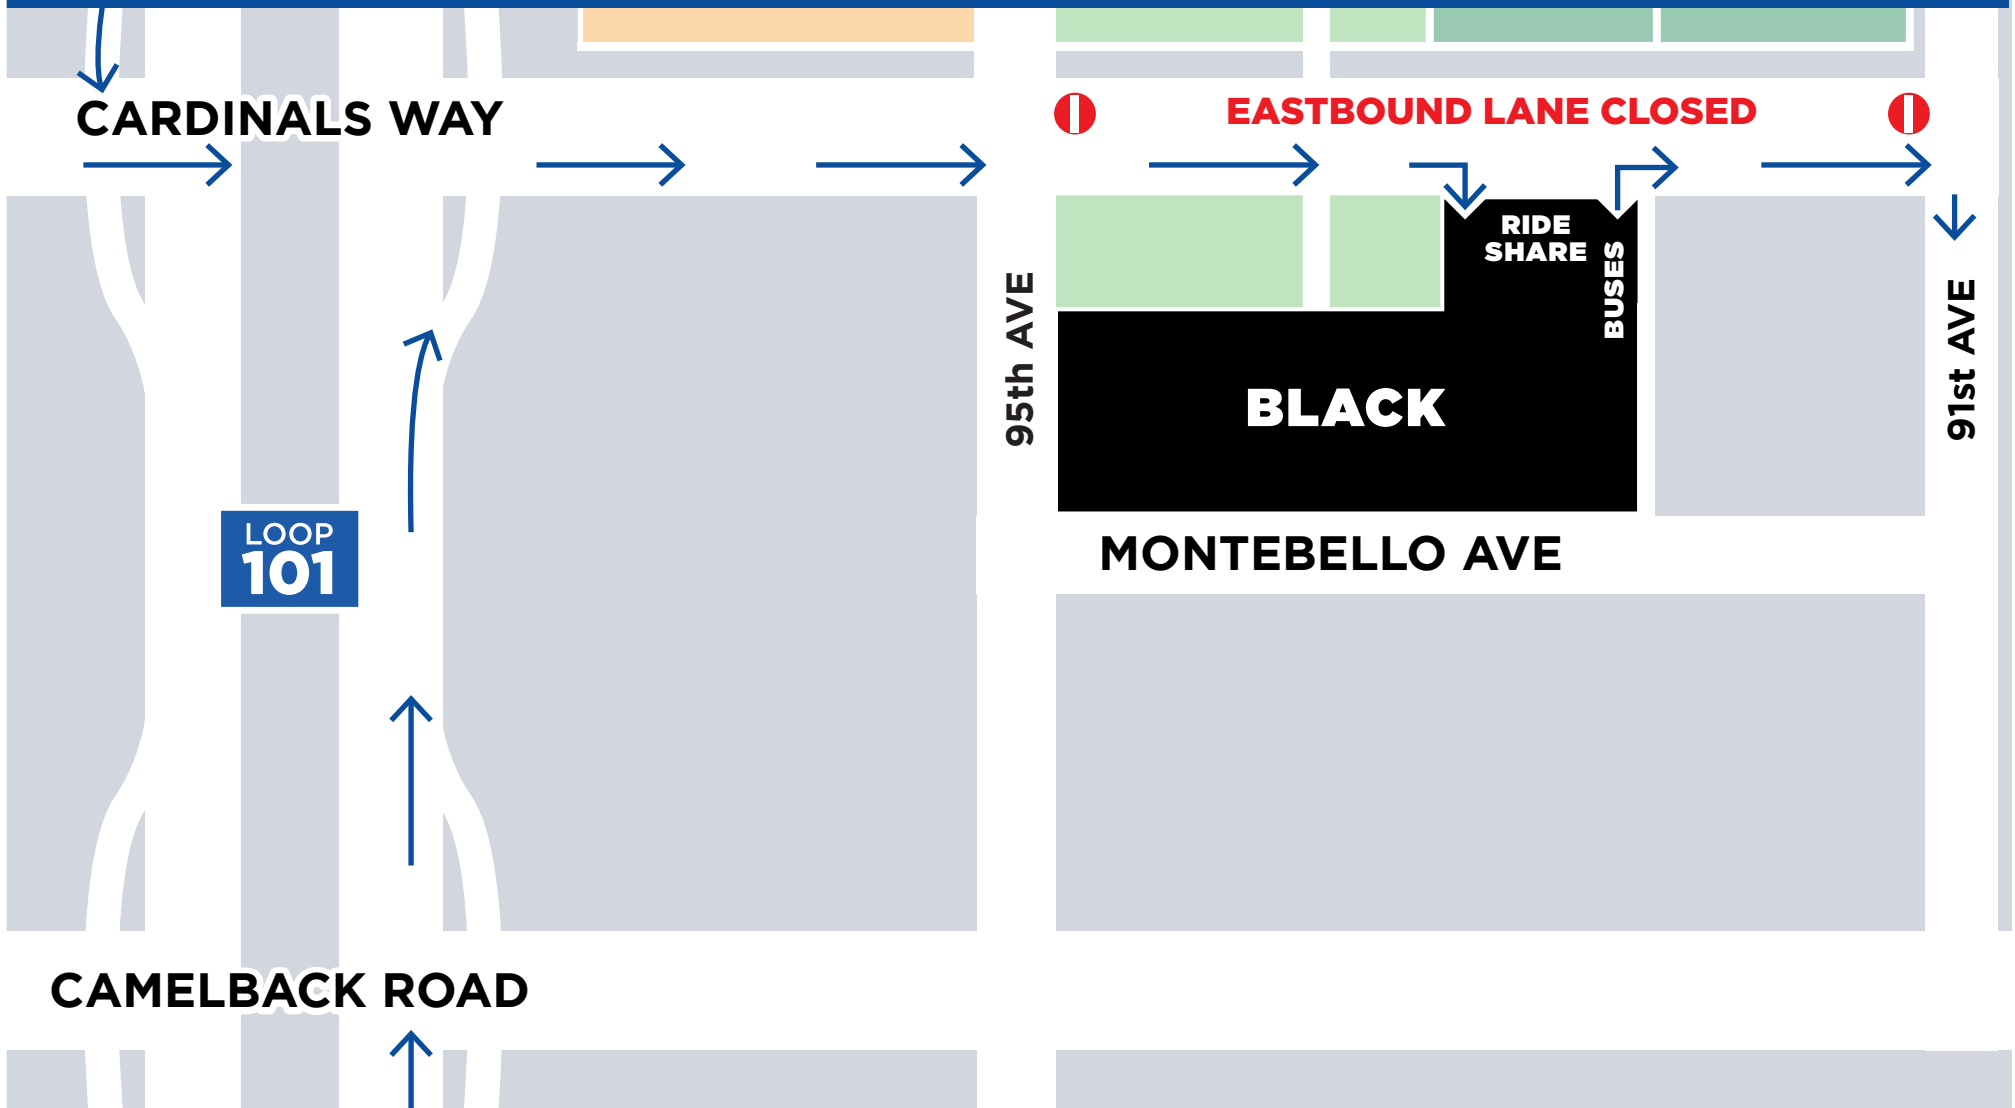 CARDINALS WAY
EASTBOUND LANE CLOSED
RIDE
SHARE
BUSES
95th AVE
91st AVE
BLACK
LOOP
101
MONTEBELLO AVE
CAMELBACK ROAD